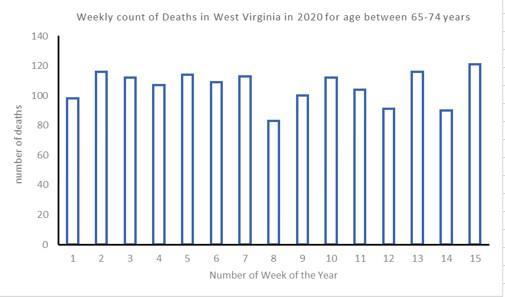 Weekly count of Deaths in West Virginia in 2020 for age between 65-74 years
140
120
100
80
60
40
20
0
number of deaths
1 2 3 4 5 6 7 8 9 10 11 12 13 14 15
Number of Week of the Year